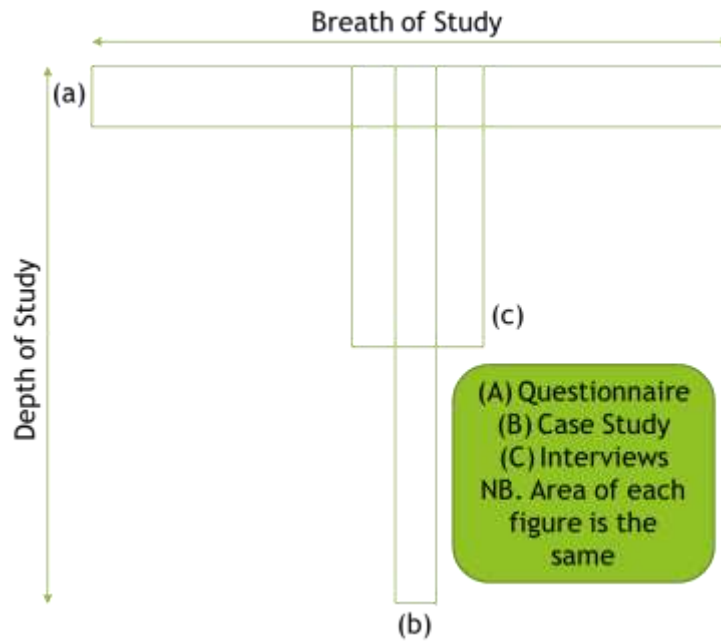 Breath of Study
(a)
Depth of Study
(c)
(A) Questionnaire
(B) Case Study
(C) Interviews
NB. Area of each
figure is the
same
(b)